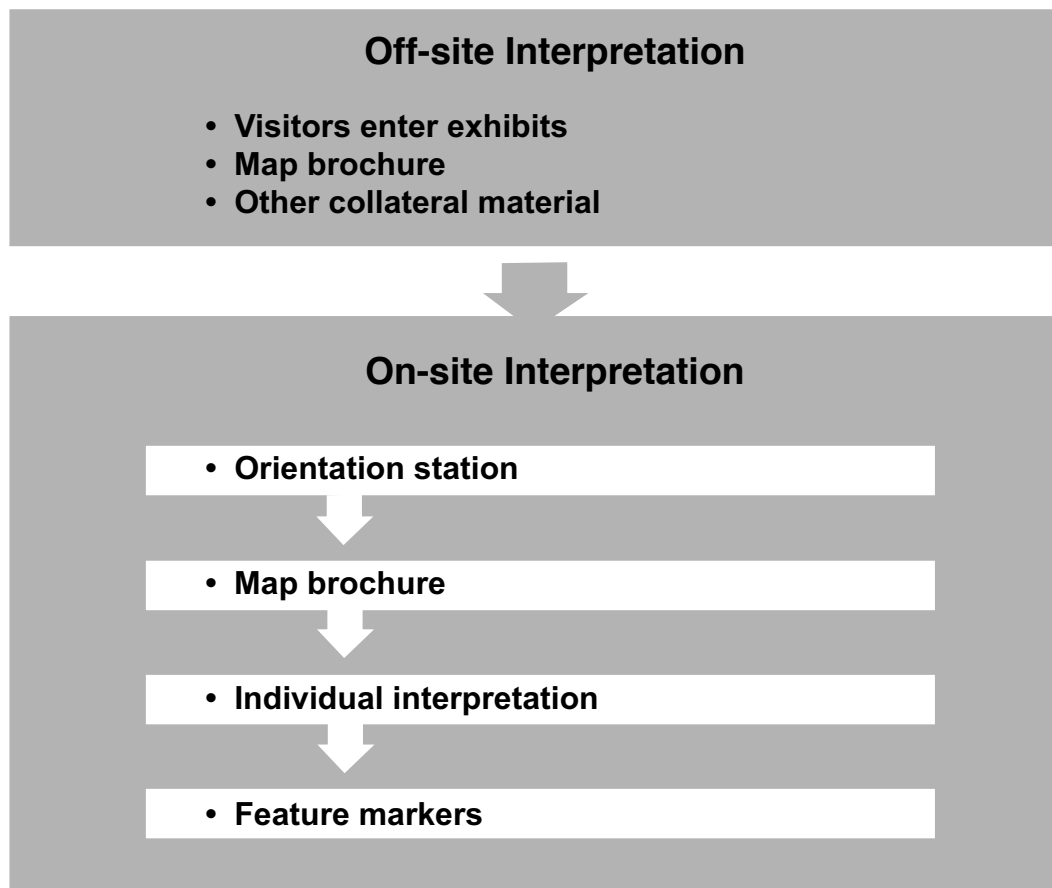 Off-site Interpretation
• Visitors enter exhibits
• Map brochure
• Other collateral material
On-site Interpretation
• Orientation station
• Map brochure
• Individual interpretation
• Feature markers